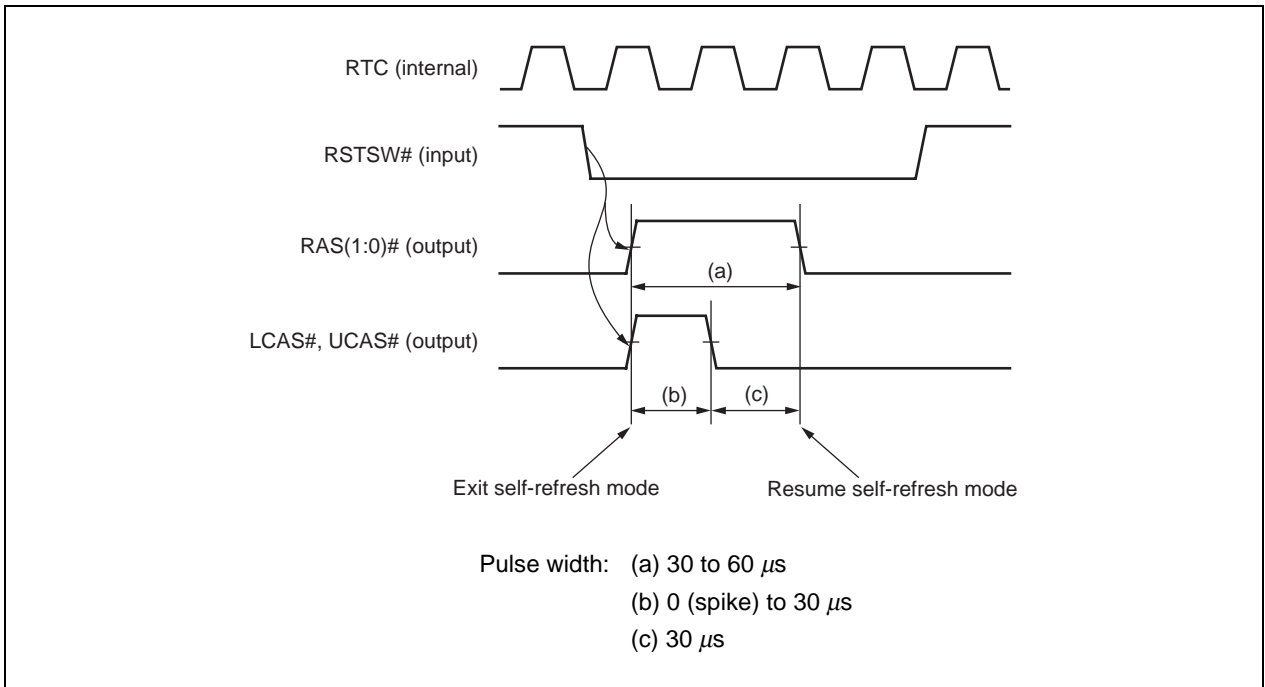 RTC (internal)
RSTSW# (input)
RAS(1:0)# (output)
(a)
LCAS#, UCAS# (output)
(b)
(c)
Exit self-refresh mode
Resume self-refresh mode
Pulse width: (a) 30 to 60 μs
(b) 0 (spike) to 30 μs
(c) 30 μs